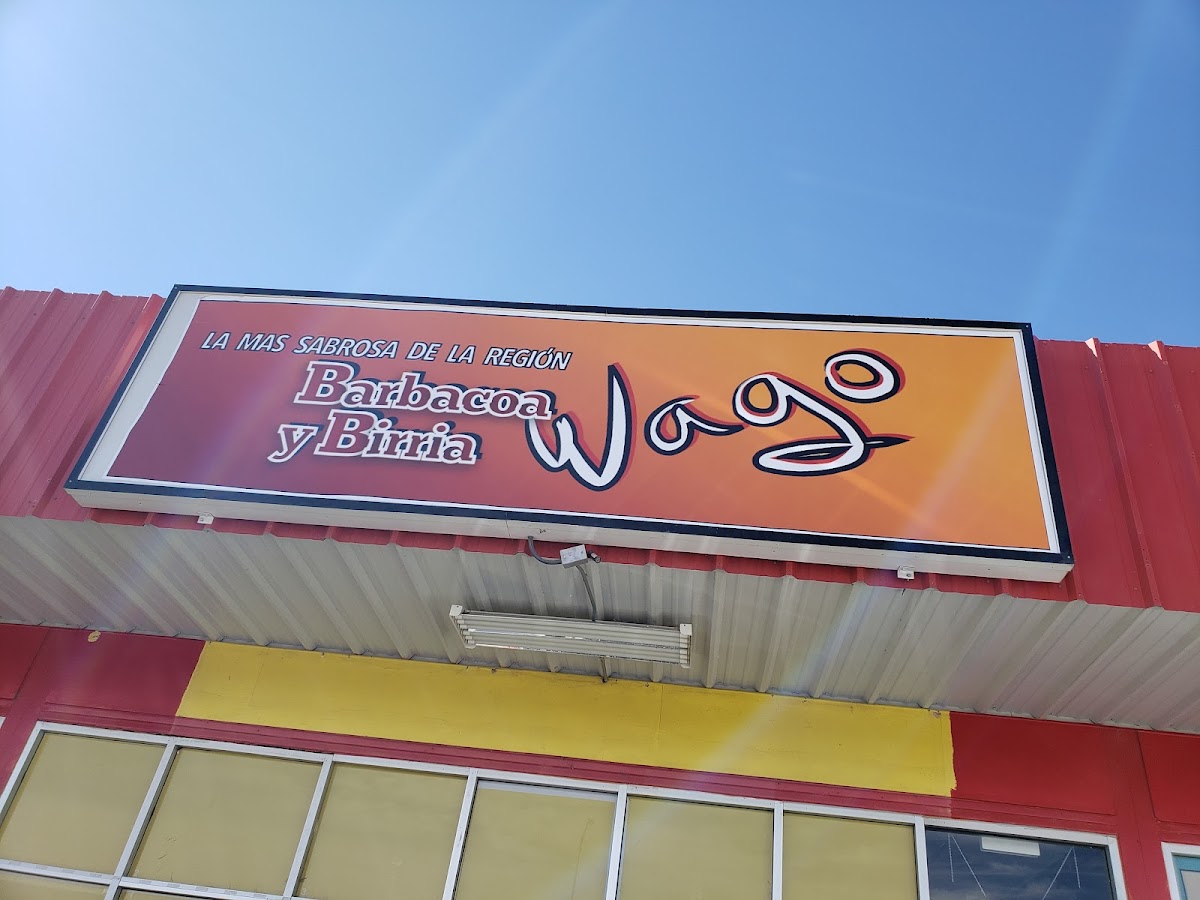 LA MAS SABROSA DE LA REGIÓN
Barbacoa
y Birria
Wago